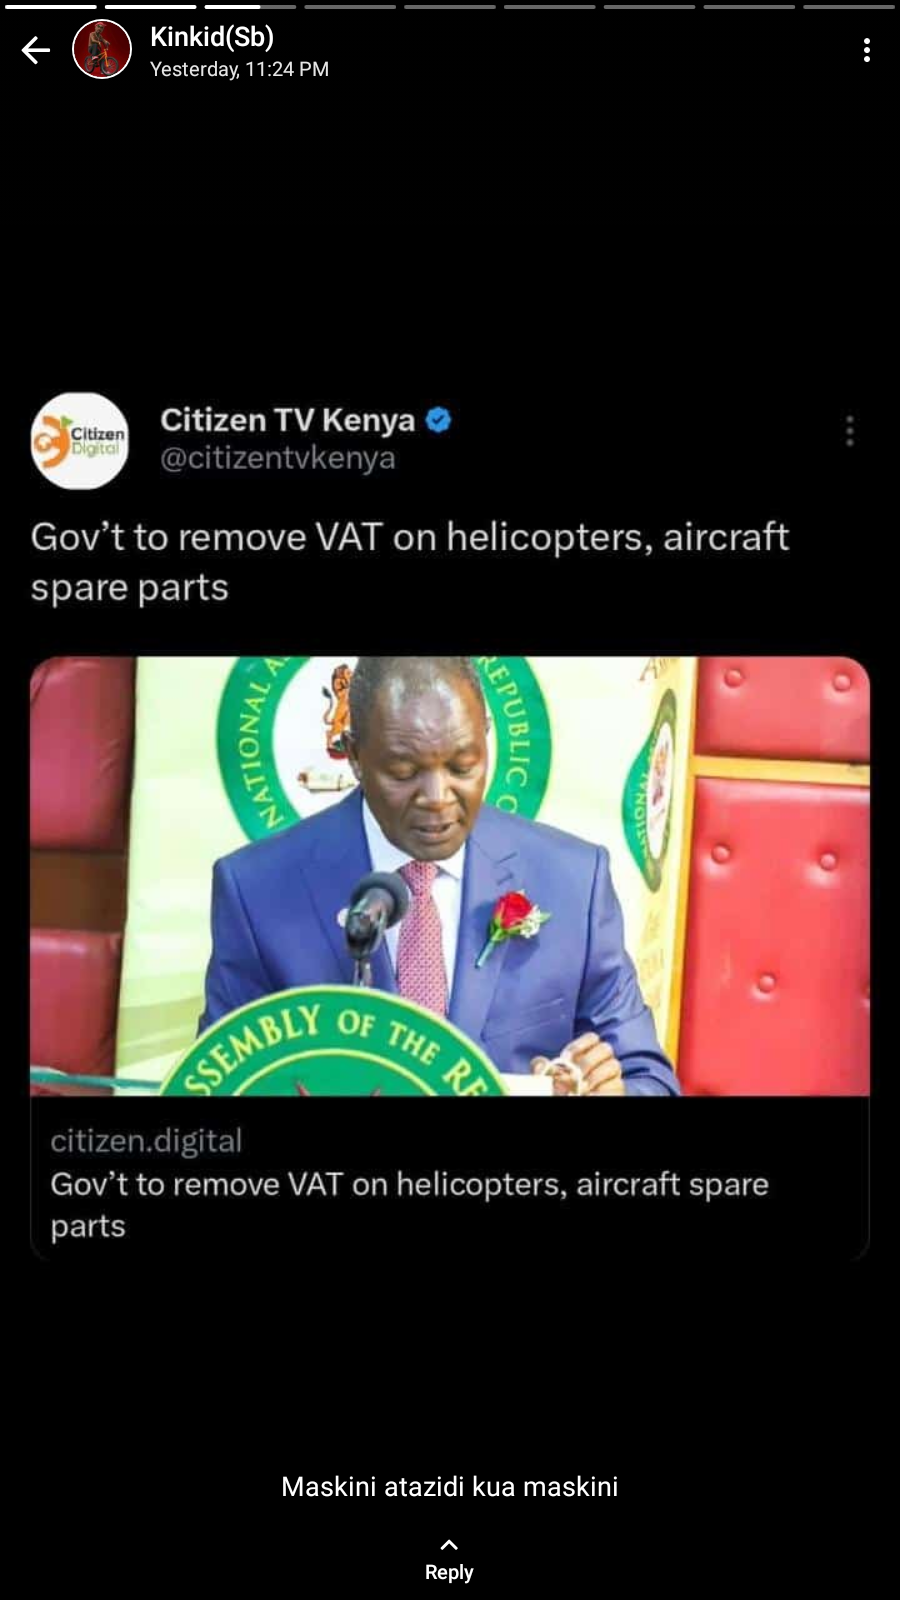 Kinkid(Sb)
Yesterday, 11:24 PM
Citizen
Digital
Citizen TV Kenya
@citizentvkenya
Gov't to remove VAT on helicopters, aircraft
spare parts
NATIONAL A
REPUBLIC O
SSEMBLY OF THE RE
citizen.digital
Gov't to remove VAT on helicopters, aircraft spare
parts
Maskini atazidi kua maskini
Reply